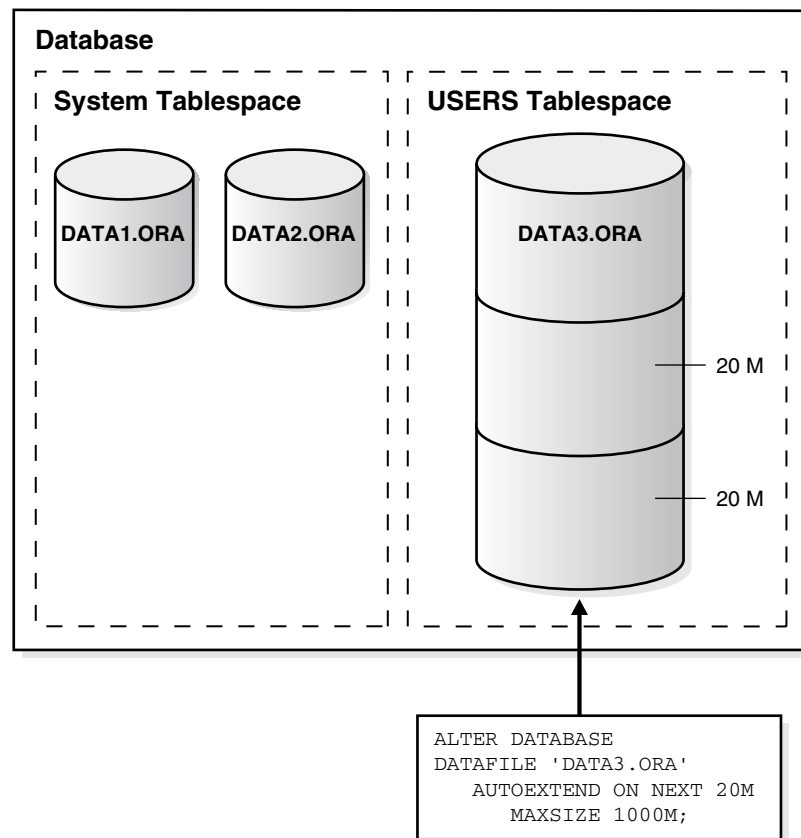 Database
System Tablespace
USERS Tablespace
DATA1.ORA
DATA2.ORA
DATA3.ORA
20 M
20 M
ALTER DATABASE
DATAFILE 'DATA3.ORA'
AUTOEXTEND ON NEXT 20M
MAXSIZE 1000M;